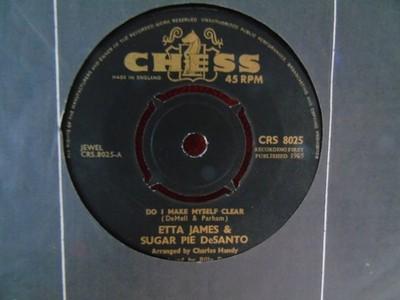 CHESS
MADE IN ENGLAND
45 RPM
JEWEL
CRS.8025-A
CRS 8025
RECORDING FIRST
PUBLISHED 1965
DO I MAKE MYSELF CLEAR
(DeMell & Parham)
ETTA JAMES &
SUGAR PIE DeSANTO
Arranged by Charles Handy